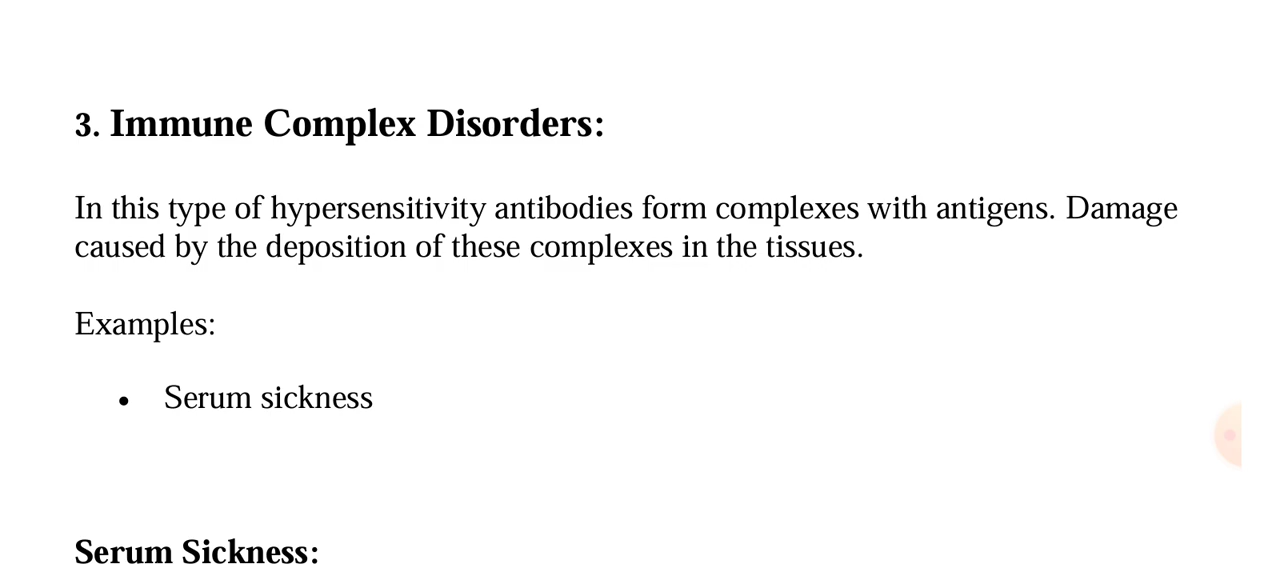 3. Immune Complex Disorders:
In this type of hypersensitivity antibodies form complexes with antigens. Damage
caused by the deposition of these complexes in the tissues.
Examples:
• Serum sickness
Serum Sickness: